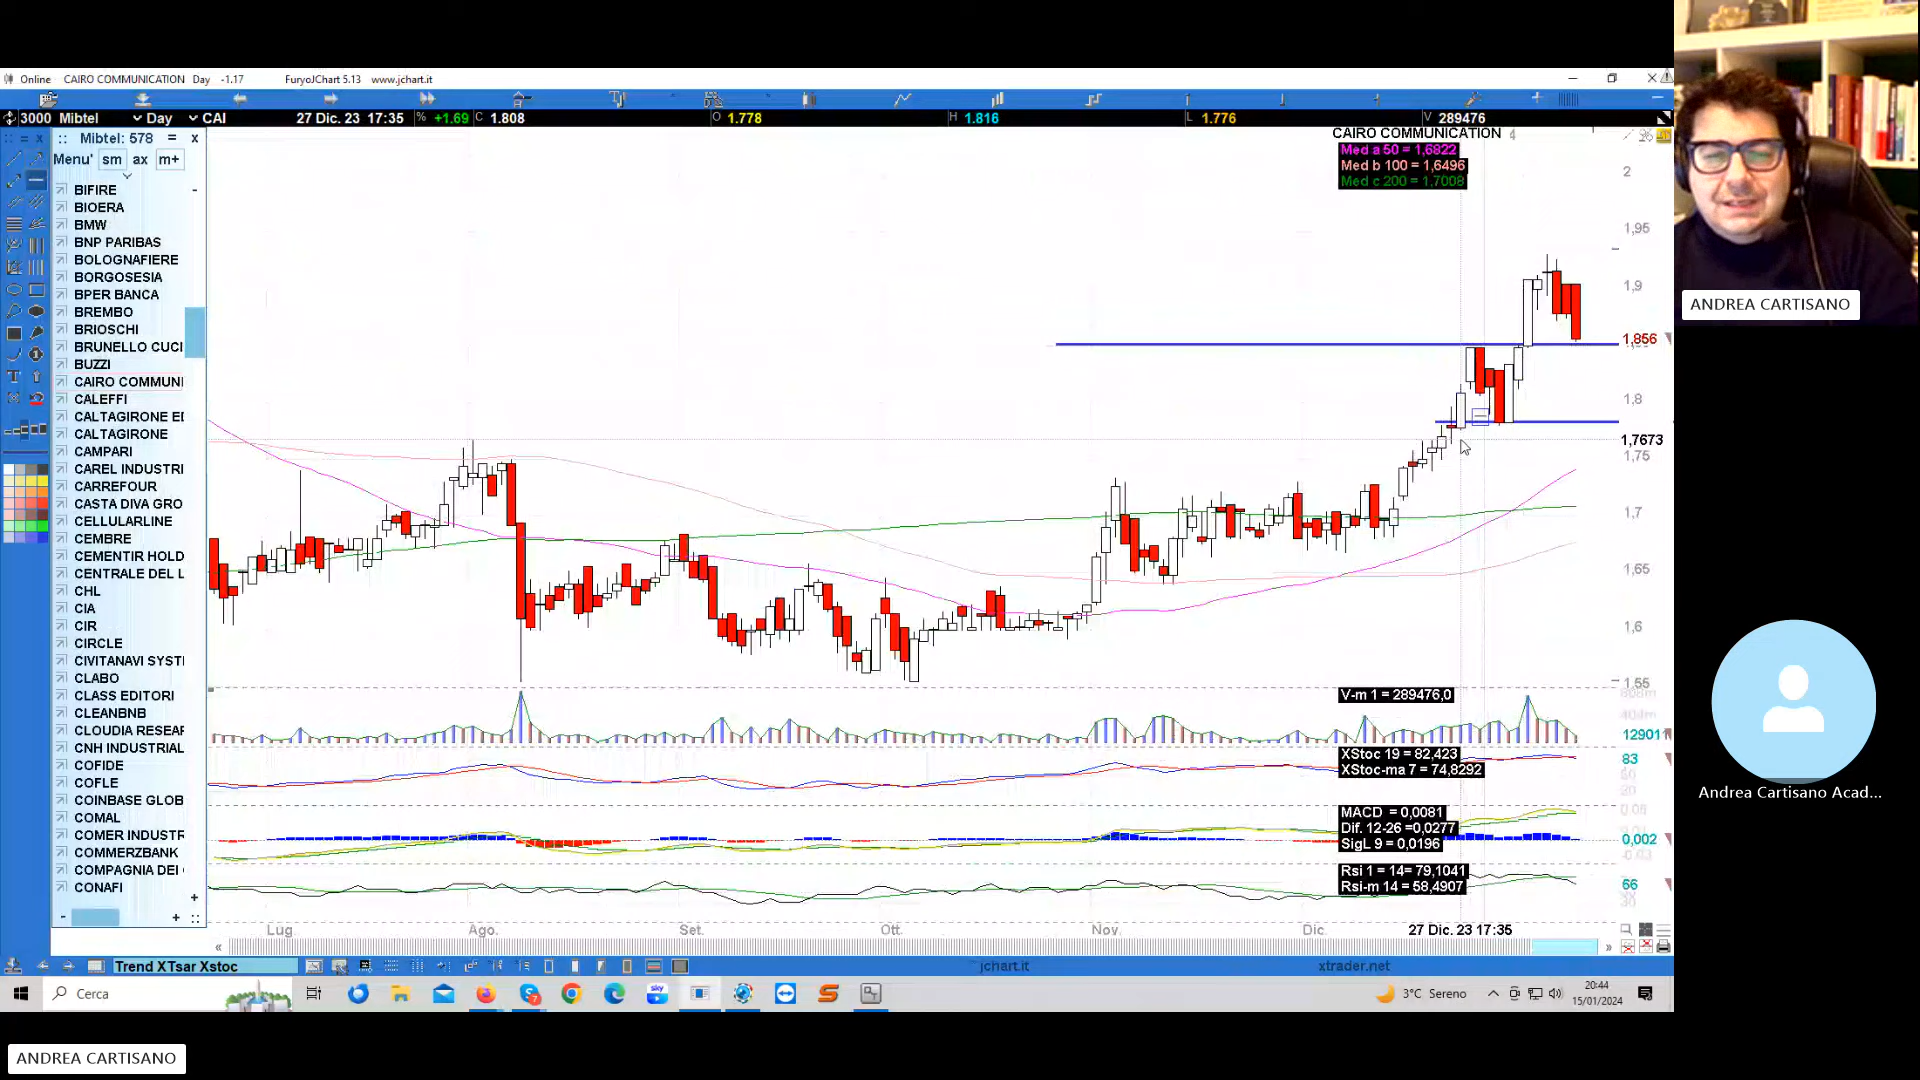 Online CAIRO COMMUNICATION Day -1.17 FuryoJChart 5.13 www.jchart.it
3000 Mibtel Day CAI 27 Dic. 23 17:35 % +1.69 C 1.808 O 1.778 H 1.816 L 1.776 V 289476
Mibtel: 578 = x
Menu' sm ax m+
BIFIRE
BIOERA
BMW
BNP PARIBAS
BOLOGNAFIERE
BORGOSESIA
BPER BANCA
BREMBO
BRIOSCHI
BRUNELLO CUCI
BUZZI
CAIRO COMMUNI
CALEFFI
CALTAGIRONE ED
CALTAGIRONE
CAMPARI
CAREL INDUSTRI
CARREFOUR
CASTA DIVA GRO
CELLULARLINE
CEMBRE
CEMENTIR HOLD
CENTRALE DEL L
CHL
CIA
CIR
CIRCLE
CIVITANAVI SYSTI
CLABO
CLASS EDITORI
CLEANBNB
CLOUDIA RESEAR
CNH INDUSTRIAL
COFIDE
COFLE
COINBASE GLOB
COMAL
COMER INDUSTR
COMMERZBANK
COMPAGNIA DEI
CONAFI
CAIRO COMMUNICATION 4
Med a 50 = 1,6822
Med b 100 = 1,6496
Med c 200 = 1,7008
2
1,95
1,9
1,856
1,8
1,7673
1,75
1,7
1,65
1,6
1,55
V-m 1 = 289476,0
404m
12901
XStoc 19 = 82,423
XStoc-ma 7 = 74,8292
83
20
MACD = 0,0081
Dif. 12-26 =0,0277
SigL 9 = 0,0196
0,002
Rsi 1 = 14= 79,1041
Rsi-m 14 = 58,4907
66
Lug. Ago. Set. Ott. Nov. Dic. 27 Dic. 23 17:35
Trend XTsar Xstoc jchart.it xtrader.net
Cerca
sky
3°C Sereno
20:44
15/01/2024
ANDREA CARTISANO
Andrea Cartisano Acad...
ANDREA CARTISANO